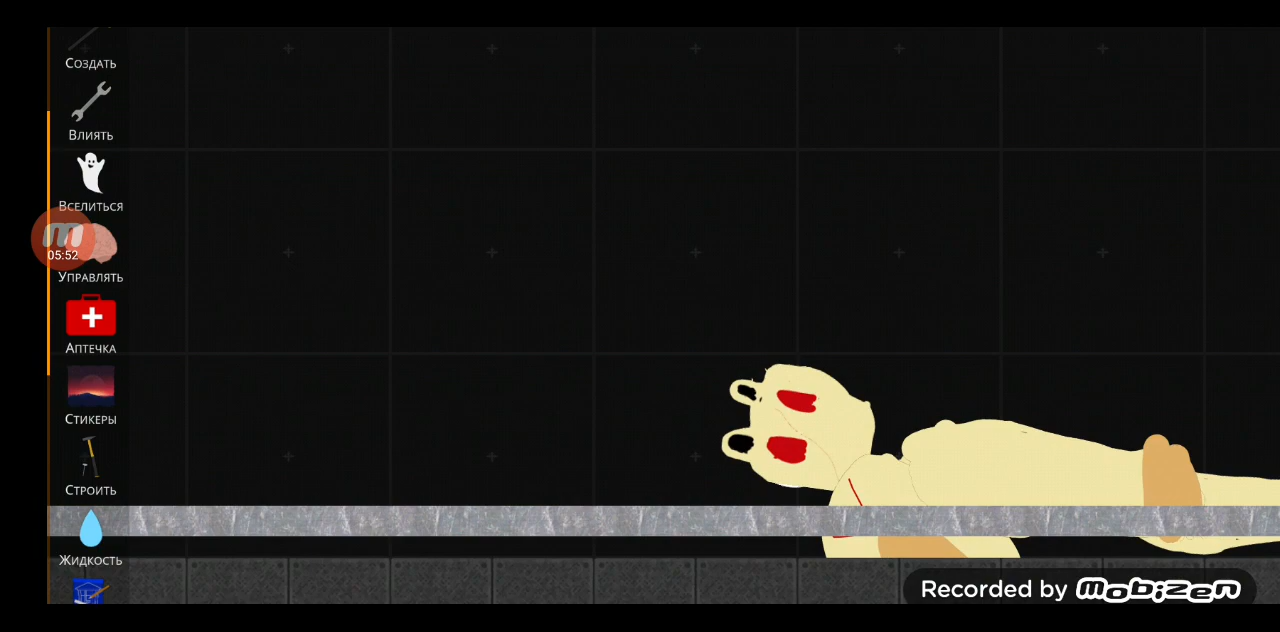 Создать
Влиять
Вселиться
05:52
Управлять
Аптечка
Стикеры
Строить
Жидкость
Recorded by mobizen